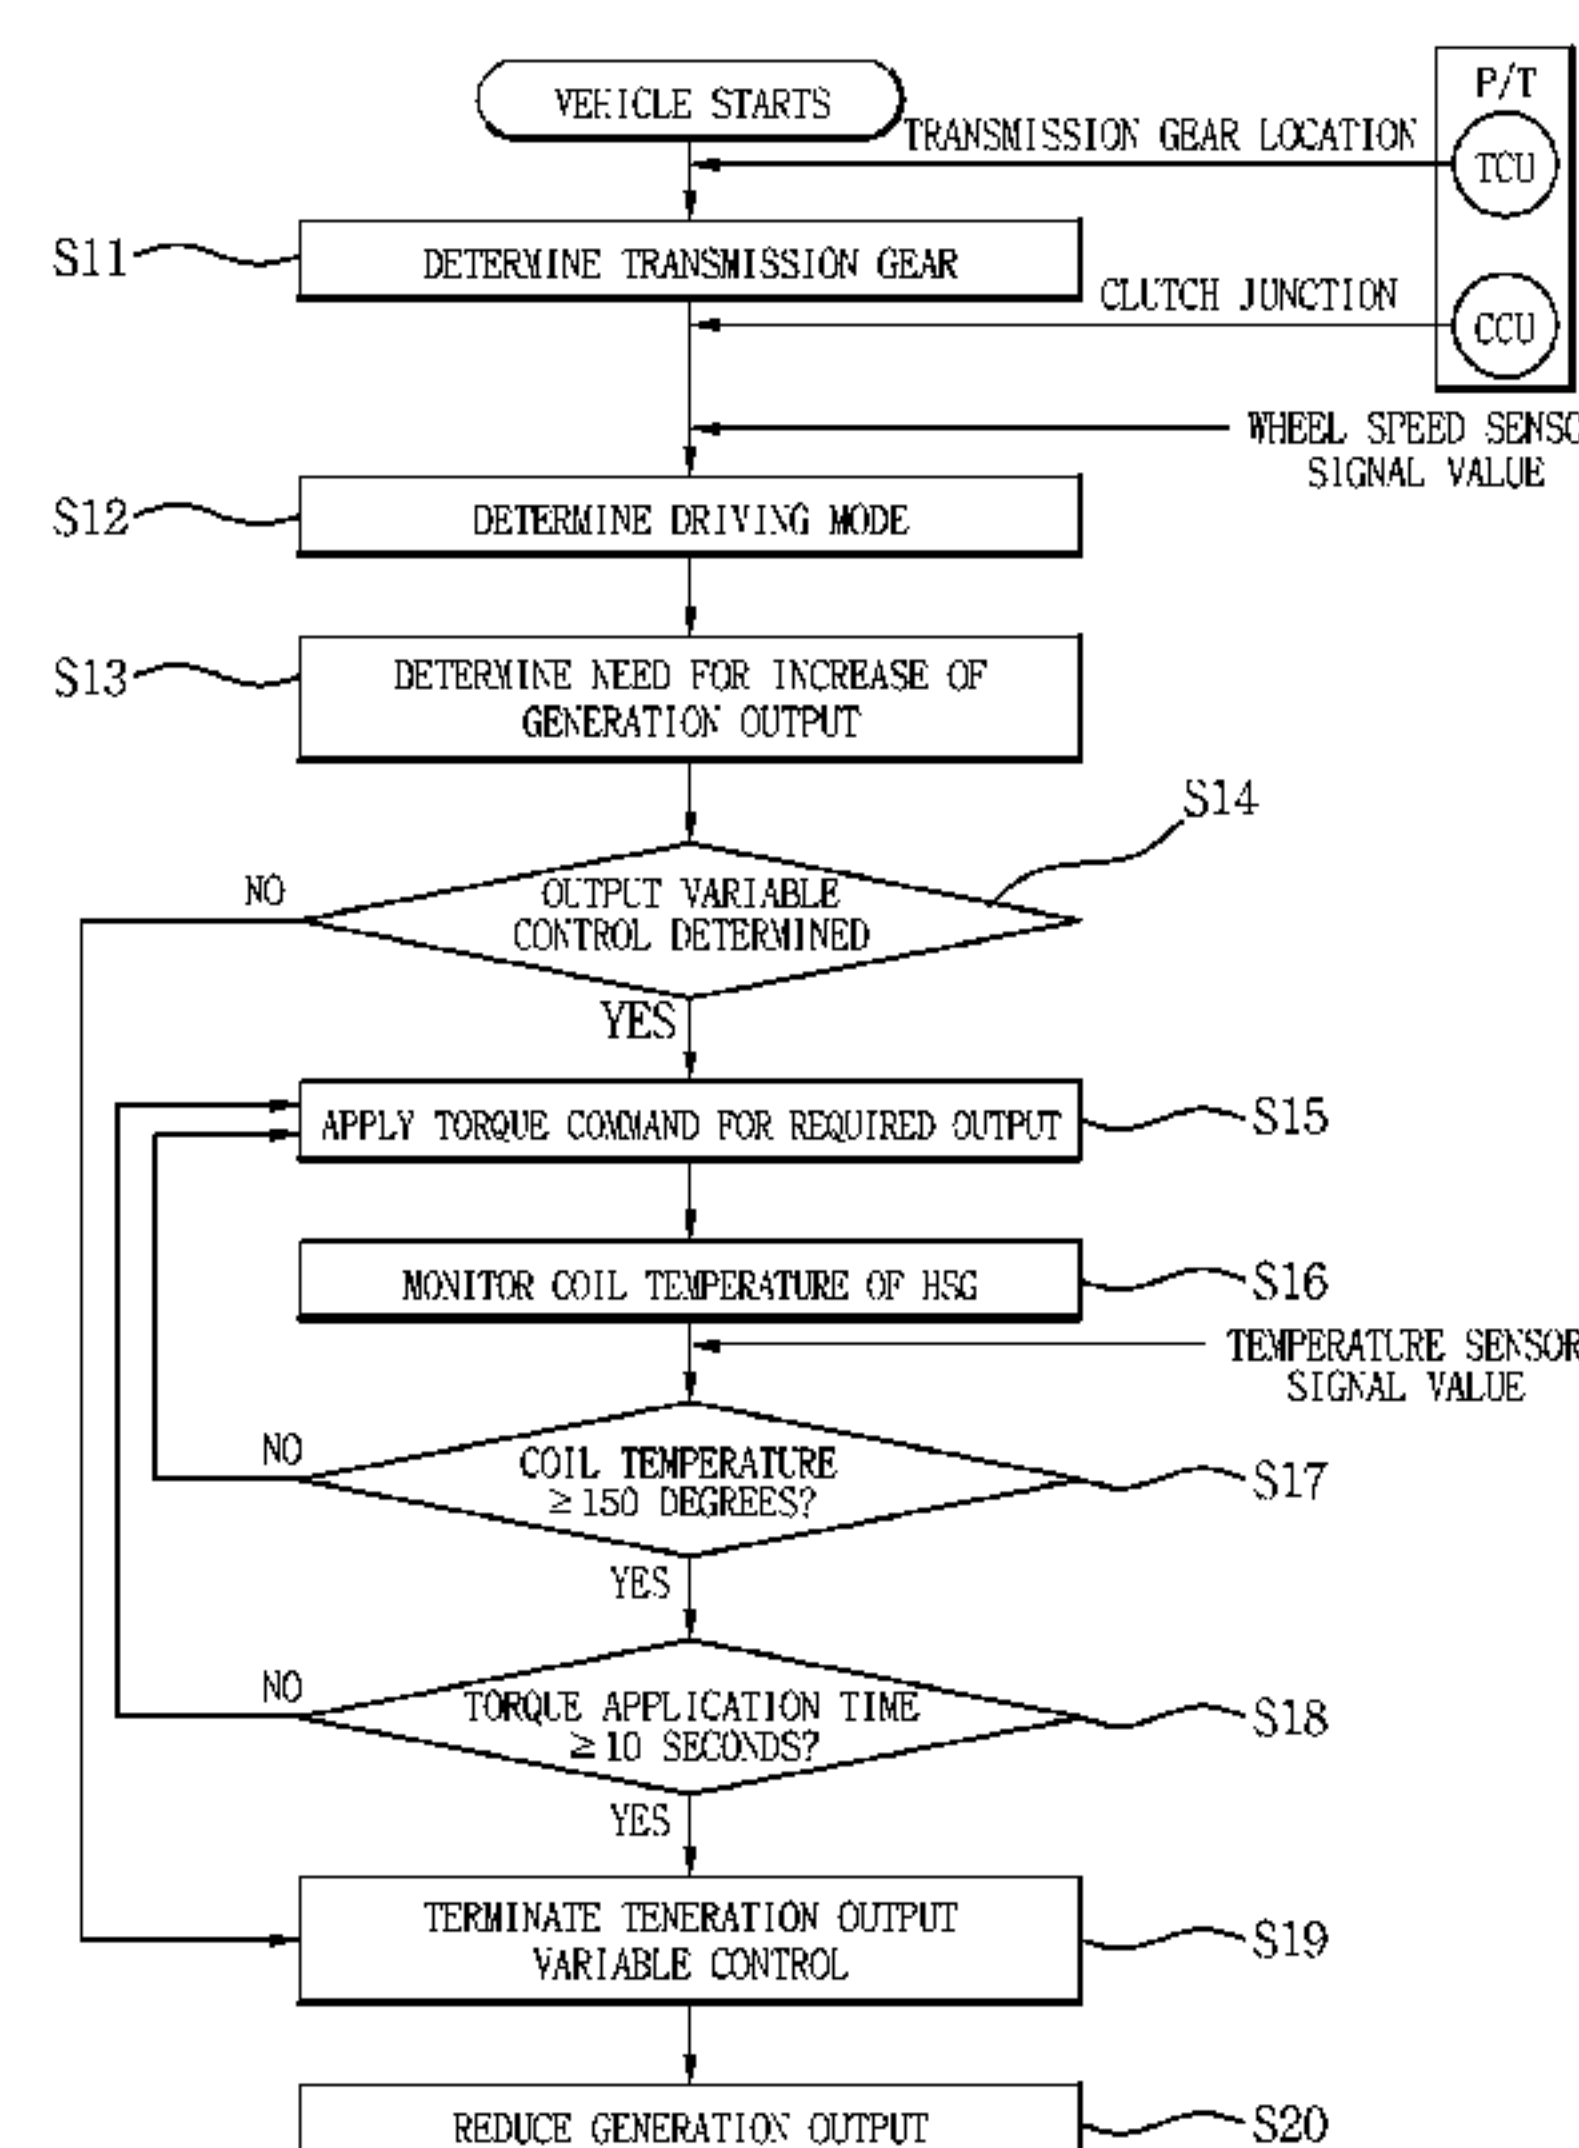 P/T
VEHICLE STARTS
TRANSMISSION GEAR LOCATION
TCU
S11
DETERMINE TRANSMISSION GEAR
CLUTCH JUNCTION
CCU
WHEEL SPEED SENSO
SIGNAL VALUE
S12
DETERMINE DRIVING MODE
S13
DETERMINE NEED FOR INCREASE OF
GENERATION OUTPUT
S14
NO
OUTPUT VARIABLE
CONTROL DETERMINED
YES
APPLY TORQUE COMMAND FOR REQUIRED OUTPUT
S15
MONITOR COIL TEMPERATURE OF HSG
S16
TEMPERATURE SENSOR
SIGNAL VALUE
NO
COIL TEMPERATURE
≥150 DEGREES?
S17
YES
NO
TORQUE APPLICATION TIME
≥10 SECONDS?
S18
YES
TERMINATE TENERATION OUTPUT
VARIABLE CONTROL
S19
REDUCE GENERATION OUTPUT
S20